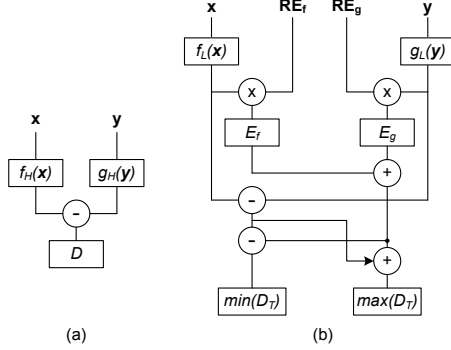 x RE_f RE_g y
f_L(x) g_L(y)
x x
E_f E_g
+
x y
f_H(x) g_H(y)
-
-
-
D
+
min(D_T) max(D_T)
(a) (b)